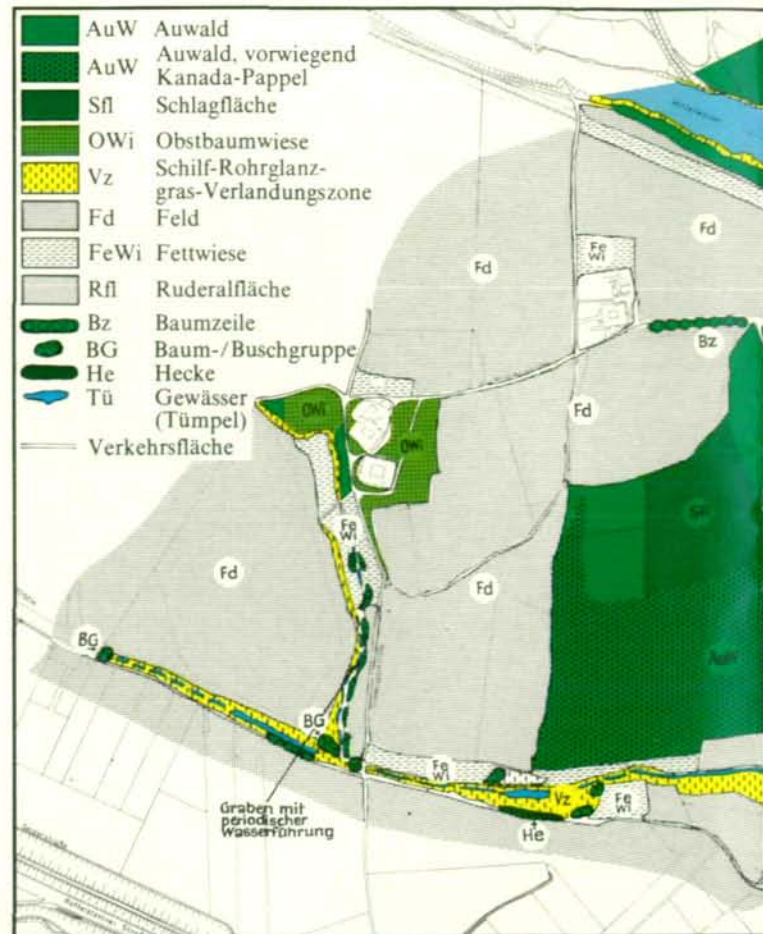 AuW Auwald
AuW Auwald, vorwiegend
Kanada-Pappel
Sfl Schlagfläche
OWi Obstbaumwiese
Vz Schilf-Rohrglanz-
gras-Verlandungszone
Fd Feld
FeWi Fettwiese
Rfl Ruderalfläche
Bz Baumzeile
BG Baum-/Buschgruppe
He Hecke
Tü Gewässer
(Tümpel)
Verkehrsfläche
Fd
Fd
Fe
Wi
Bz
Fd
OWi
OWi
Fe
Wi
Sfl
Fd
Fd
AuW
BG
BG
Fe
Wi
Vz
Fe
Wi
He
Graben mit
periodischer
Wasserführung